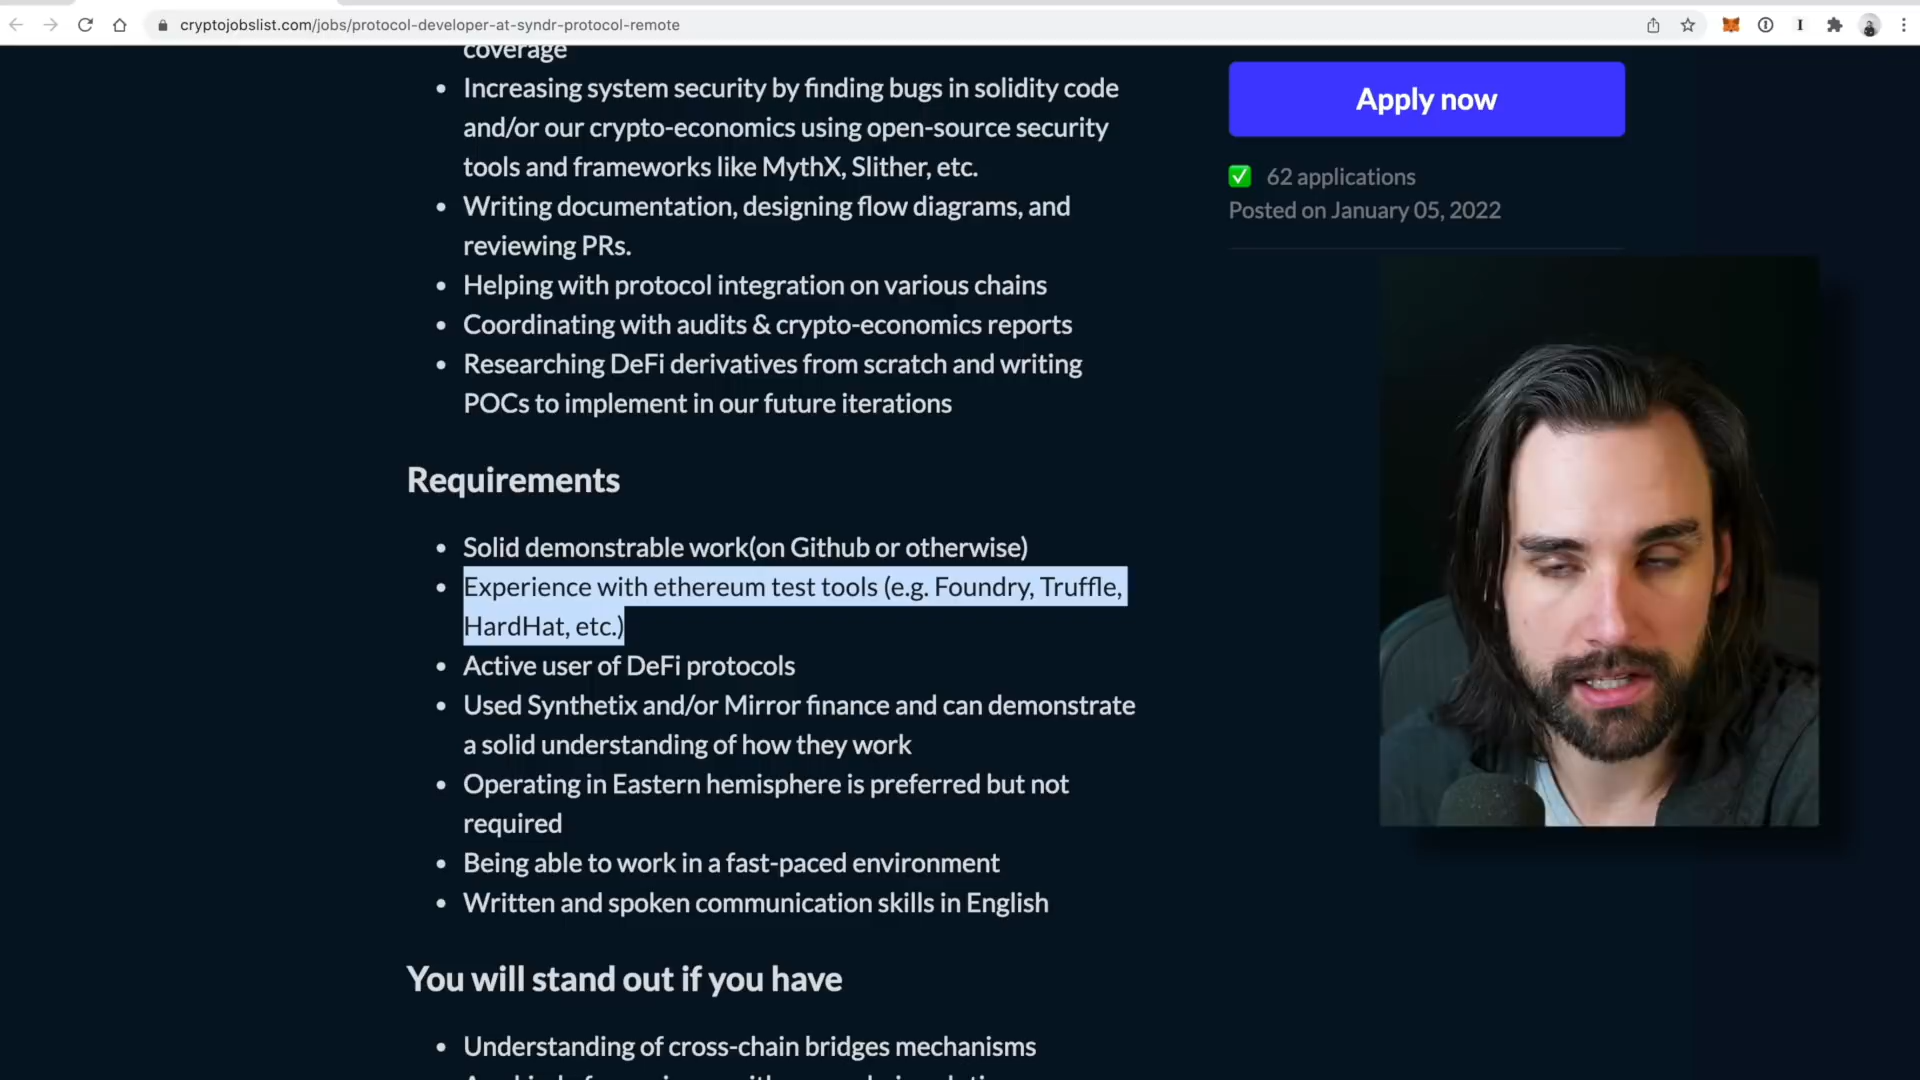 cryptojobslist.com/jobs/protocol-developer-at-syndr-protocol-remote
coverage
Increasing system security by finding bugs in solidity code
and/or our crypto-economics using open-source security
tools and frameworks like MythX, Slither, etc.
Writing documentation, designing flow diagrams, and
reviewing PRs.
Helping with protocol integration on various chains
Coordinating with audits & crypto-economics reports
Researching DeFi derivatives from scratch and writing
POCs to implement in our future iterations
Requirements
Solid demonstrable work(on Github or otherwise)
Experience with ethereum test tools (e.g. Foundry, Truffle,
HardHat, etc.)
Active user of DeFi protocols
Used Synthetix and/or Mirror finance and can demonstrate
a solid understanding of how they work
Operating in Eastern hemisphere is preferred but not
required
Being able to work in a fast-paced environment
Written and spoken communication skills in English
You will stand out if you have
Understanding of cross-chain bridges mechanisms
Apply now
62 applications
Posted on January 05, 2022